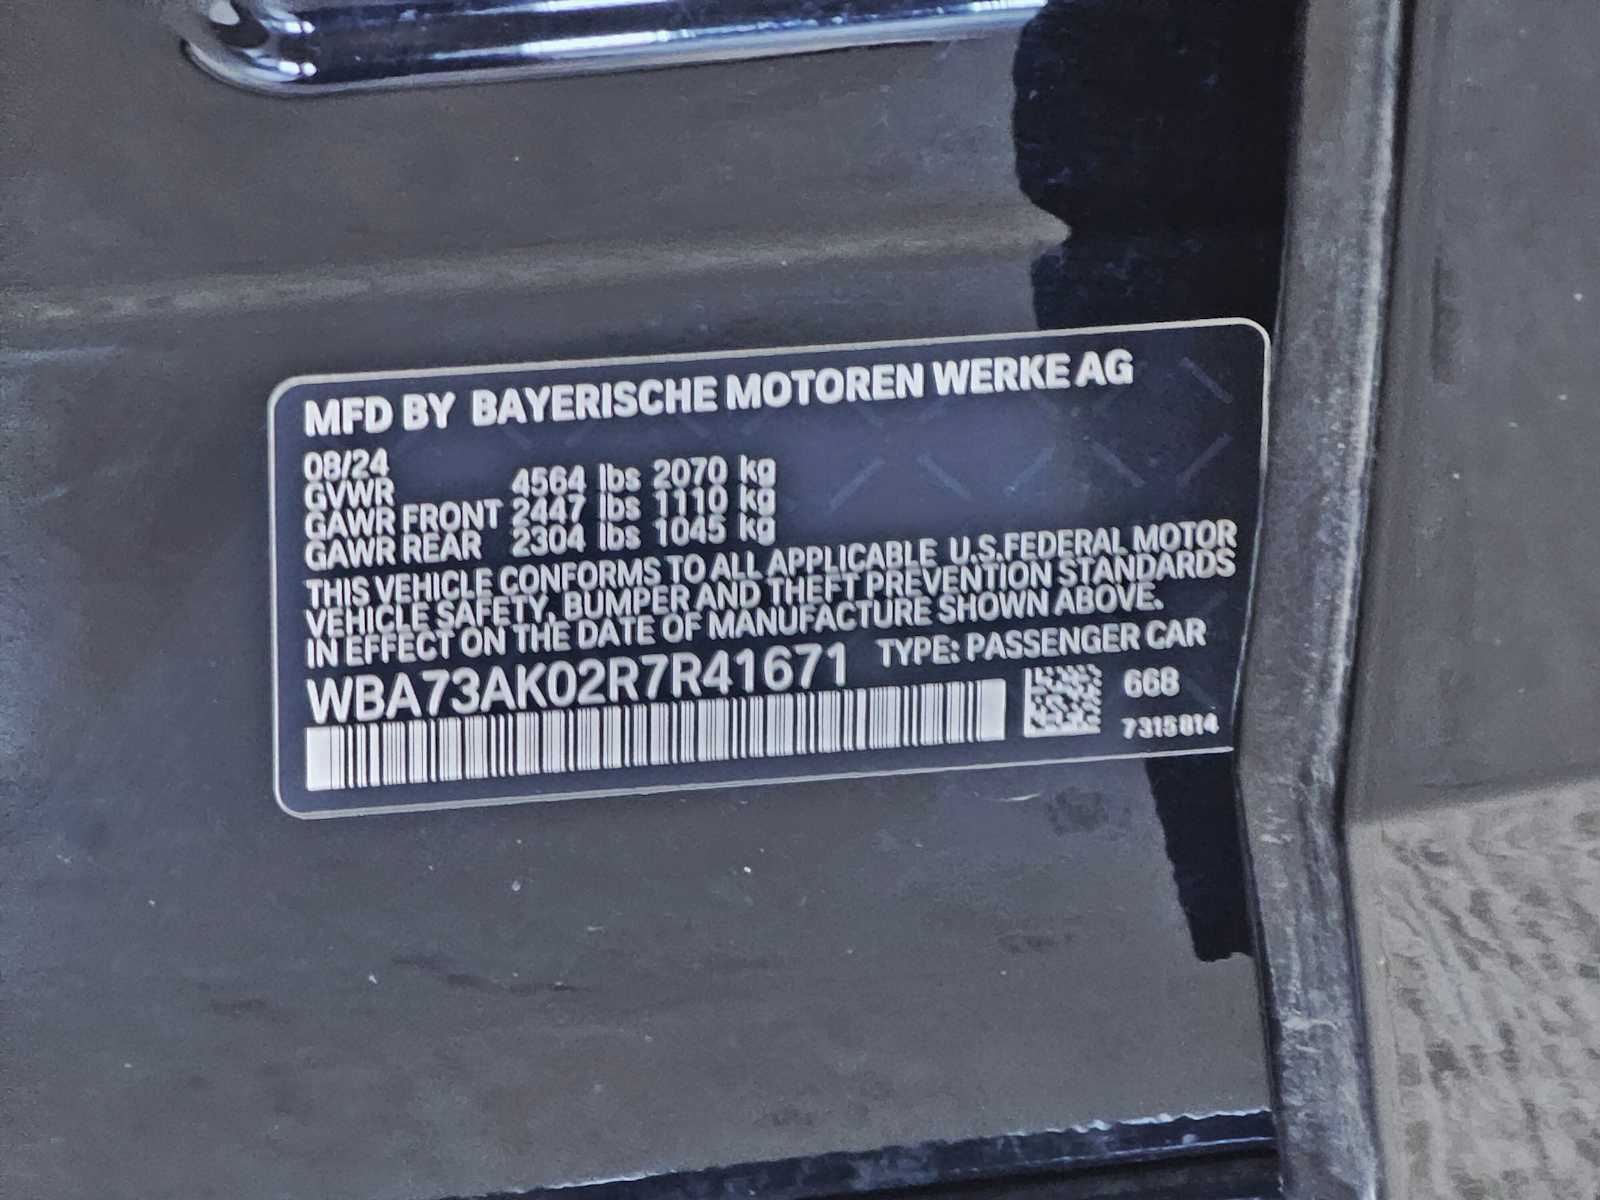 MFD BY BAYERISCHE MOTOREN WERKE AG
08/24
GVWR 4564 lbs 2070 kg
GAWR FRONT 2447 lbs 1110 kg
GAWR REAR 2304 lbs 1045 kg
THIS VEHICLE CONFORMS TO ALL APPLICABLE U.S.FEDERAL MOTOR
VEHICLE SAFETY, BUMPER AND THEFT PREVENTION STANDARDS
IN EFFECT ON THE DATE OF MANUFACTURE SHOWN ABOVE.
WBA73AK02R7R41671 TYPE: PASSENGER CAR
668
7315814